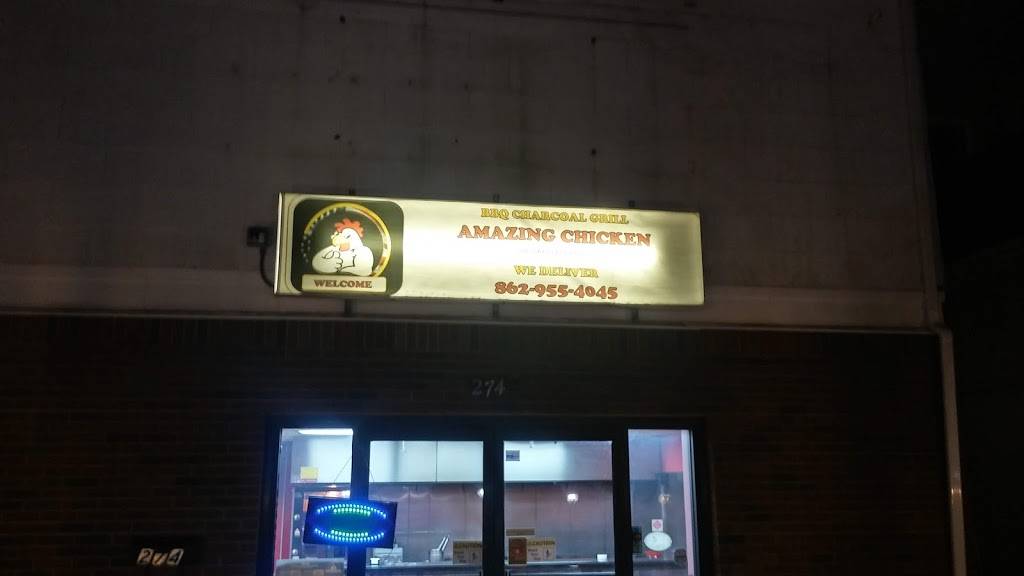 BBQ CHARCOAL GRILL
AMAZING CHICKEN
WE DELIVER
862-955-4045
WELCOME
274
274